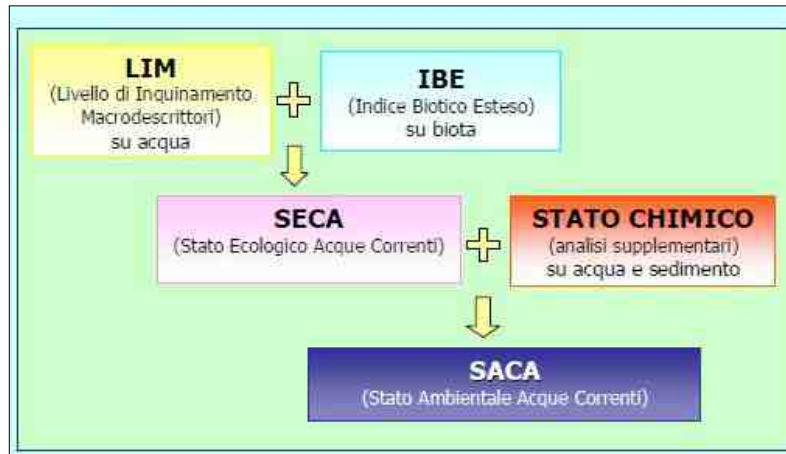 LIM
(Livello di Inquinamento
Macrodescrittori)
su acqua
IBE
(Indice Biotico Esteso)
su biota
SECA
(Stato Ecologico Acque Correnti)
STATO CHIMICO
(analisi supplementari)
su acqua e sedimento
SACA
(Stato Ambientale Acque Correnti)